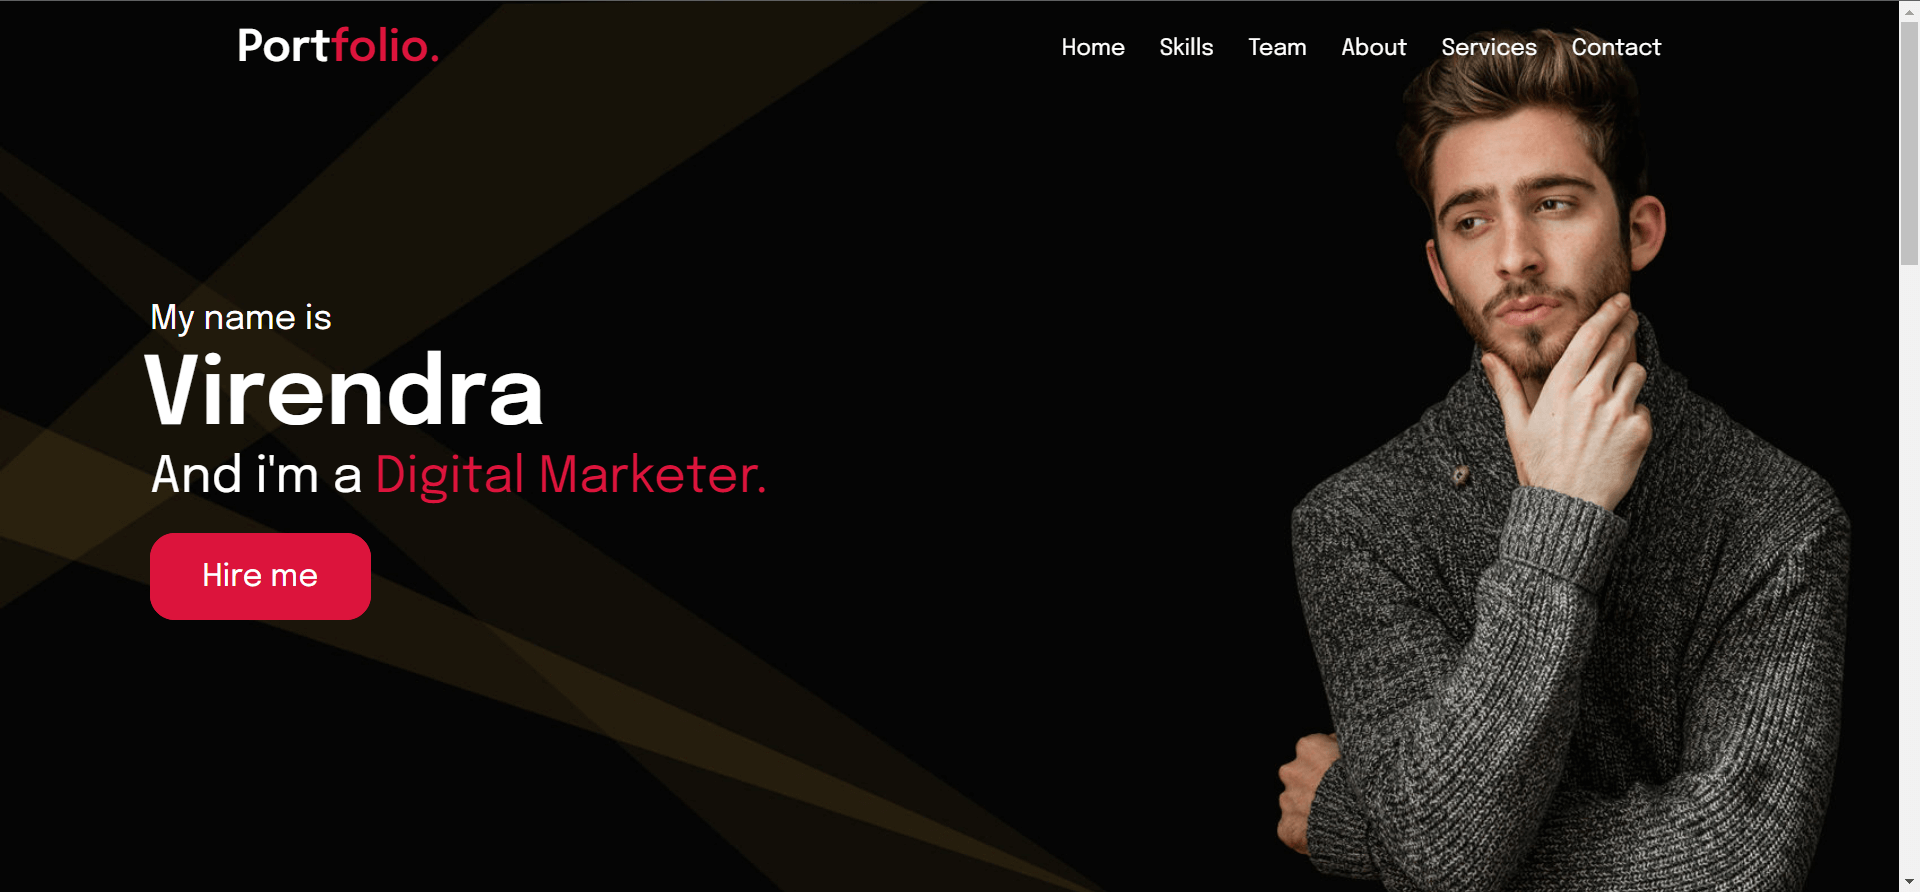 Portfolio.
Home Skills Team About Services Contact
My name is
Virendra
And i'm a Digital Marketer.
Hire me